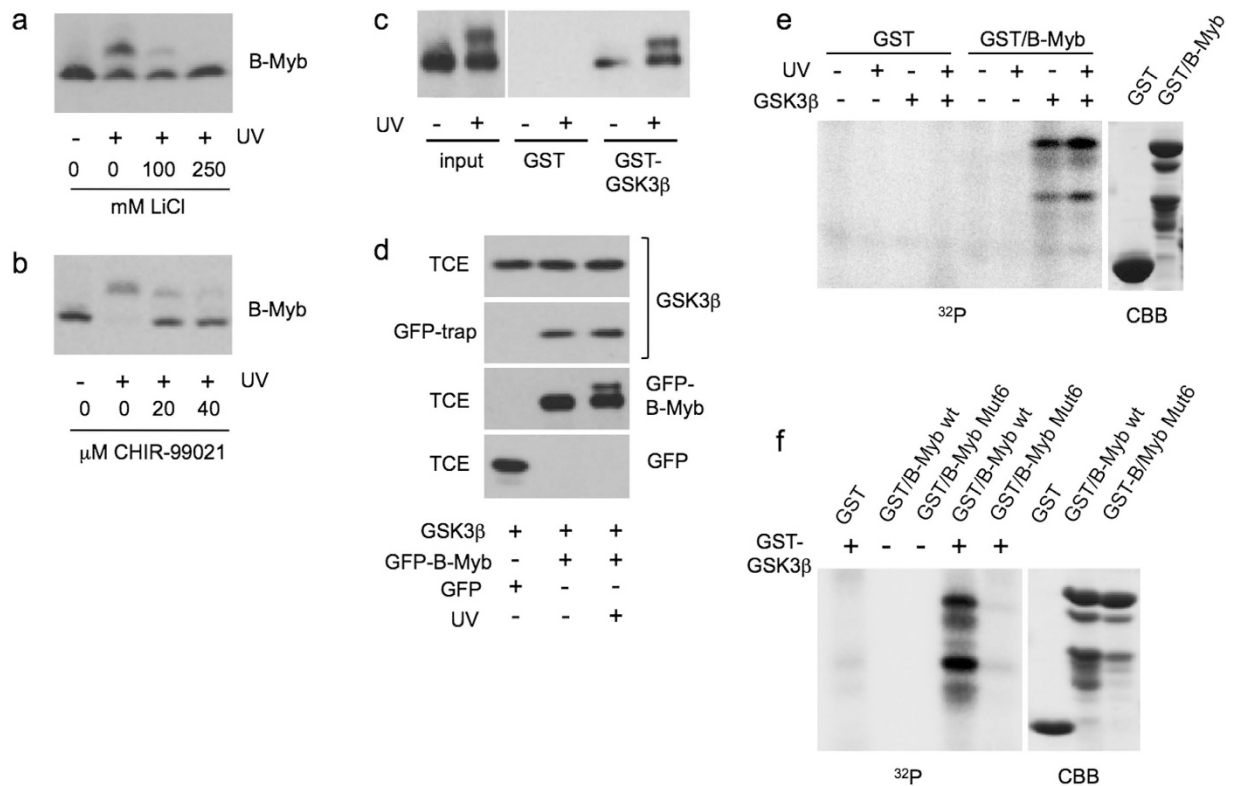 a
B-Myb
- + + + UV
0 0 100 250
mM LiCl
b
B-Myb
- + + + UV
0 0 20 40
μM CHIR-99021
c
UV - + - + - +
input GST GST-
GSK3β
d
TCE
GFP-trap
GSK3β
TCE
GFP-
B-Myb
TCE
GFP
GSK3β + + +
GFP-B-Myb - + +
GFP + - -
UV - - +
e
GST GST/B-Myb
UV - + - + - + - +
GSK3β - - + + - - + +
GST
GST/B-Myb
32P
CBB
f
GST
GST/B-Myb wt
GST/B-Myb Mut6
GST/B-Myb wt
GST/B-Myb Mut6
GST
GST/B-Myb wt
GST-B/Myb Mut6
GST-
GSK3β + - - + +
32P
CBB